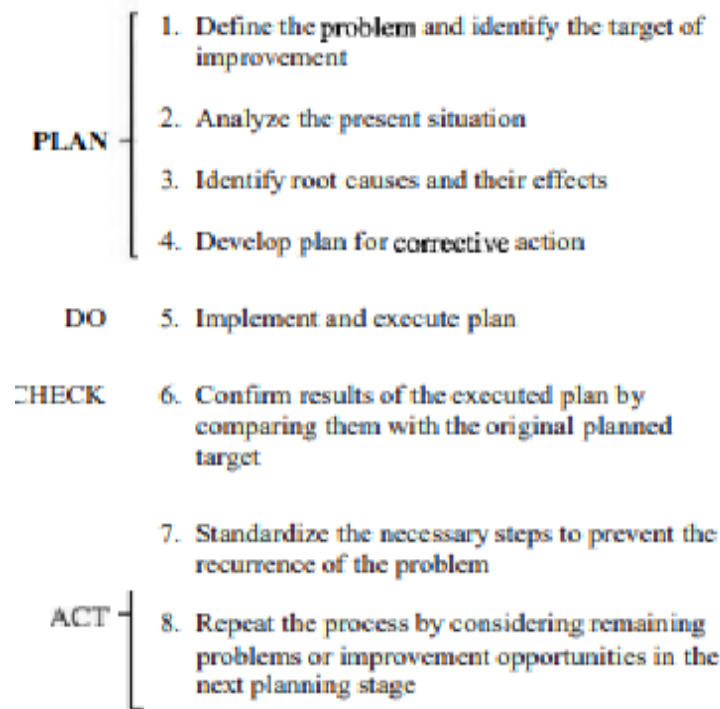 1. Define the problem and identify the target of
improvement
PLAN
2. Analyze the present situation
3. Identify root causes and their effects
4. Develop plan for corrective action
DO 5. Implement and execute plan
CHECK 6. Confirm results of the executed plan by
comparing them with the original planned
target
7. Standardize the necessary steps to prevent the
recurrence of the problem
ACT
8. Repeat the process by considering remaining
problems or improvement opportunities in the
next planning stage